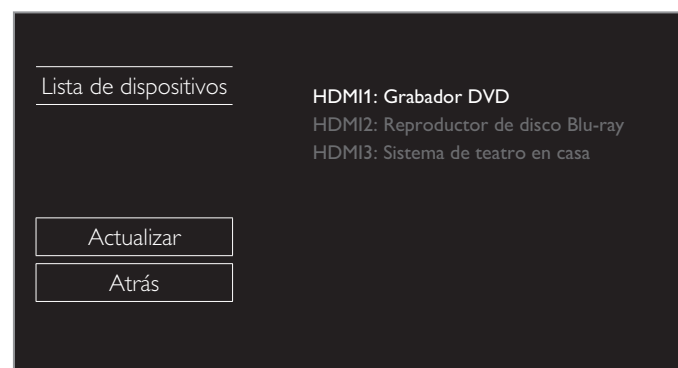 Lista de dispositivos
HDMI1: Grabador DVD
HDMI2: Reproductor de disco Blu-ray
HDMI3: Sistema de teatro en casa
Actualizar
Atrás